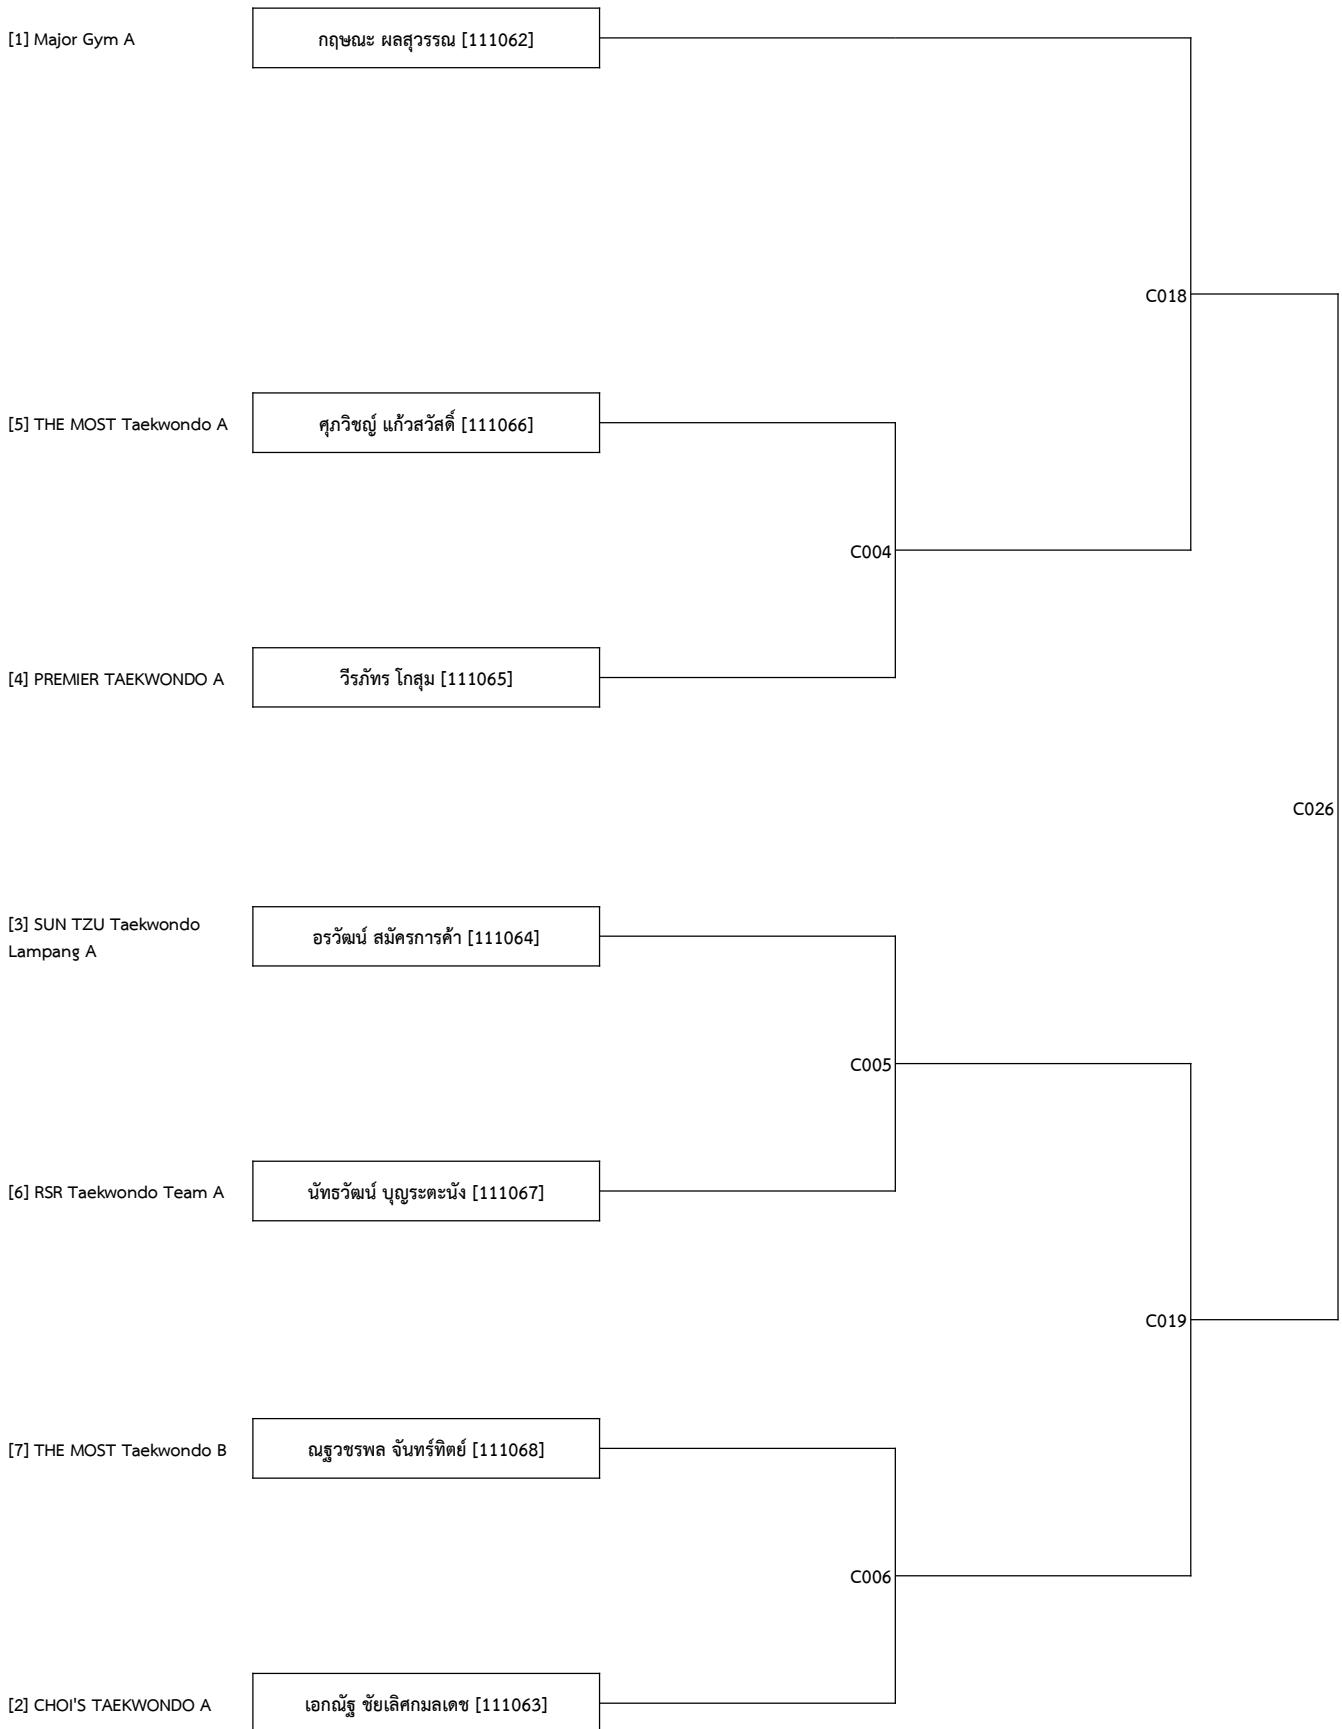 [1] Major Gym A
กฤษณะ ผลสุวรรณ [111062]
C018
[5] THE MOST Taekwondo A
ศุภวิชญ์ แก้วสวัสดิ์ [111066]
C004
[4] PREMIER TAEKWONDO A
วีรภัทร โกสุม [111065]
C026
[3] SUN TZU Taekwondo
Lampang A
อรวัฒน์ สมัครการค้า [111064]
C005
[6] RSR Taekwondo Team A
นัทธวัฒน์ บุญระตะนัง [111067]
C019
[7] THE MOST Taekwondo B
ณฐวชรพล จันทร์ทิตย์ [111068]
C006
[2] CHOI'S TAEKWONDO A
เอกณัฐ ชัยเลิศกมลเดช [111063]